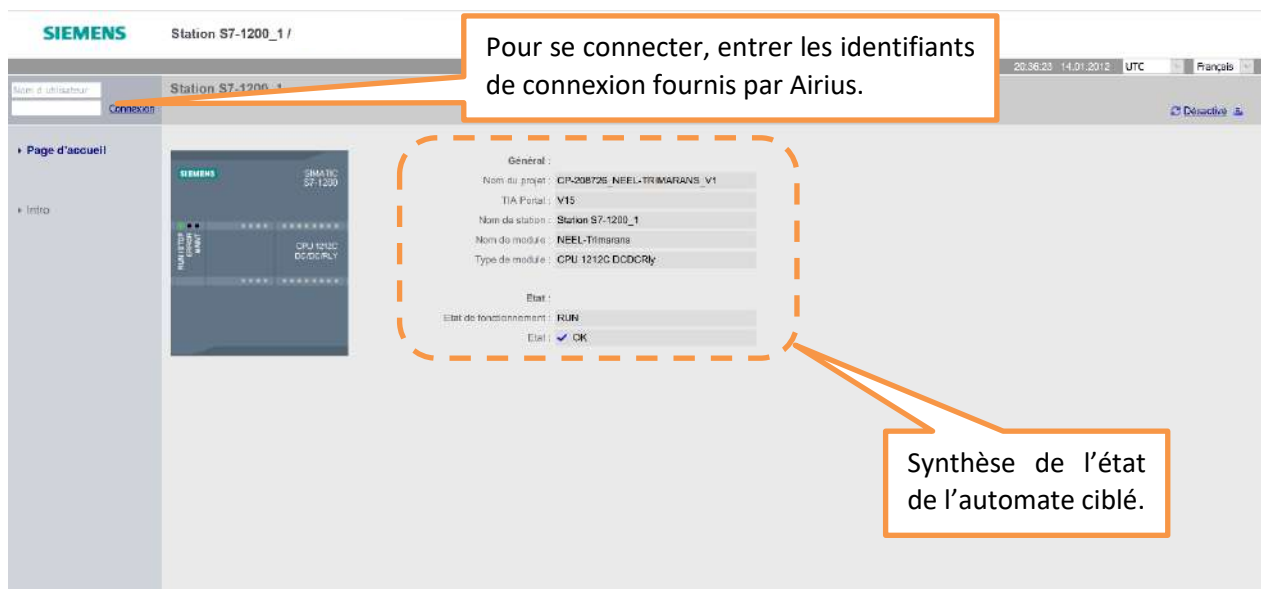 SIEMENS
Station S7-1200_1 /
Pour se connecter, entrer les identifiants
de connexion fournis par Airius.
20:36:23 14.01.2012 UTC Français
Nom d'utilisateur
Connexion
Station S7-1200_1
Désactivé
Page d'accueil
Intro
SIEMENS
SIMATIC
S7-1200
RUN / STOP
ERROR
MAINT
CPU 1212C
DC/DC/RLY
Général :
Nom du projet : CP-208726_NEEL-TRIMARANS_V1
TIA Portal : V15
Nom de station : Station S7-1200_1
Nom de module : NEEL-Trimarans
Type de module : CPU 1212C DCDCRly
Etat :
Etat de fonctionnement : RUN
Etat : OK
Synthèse de l’état
de l’automate ciblé.